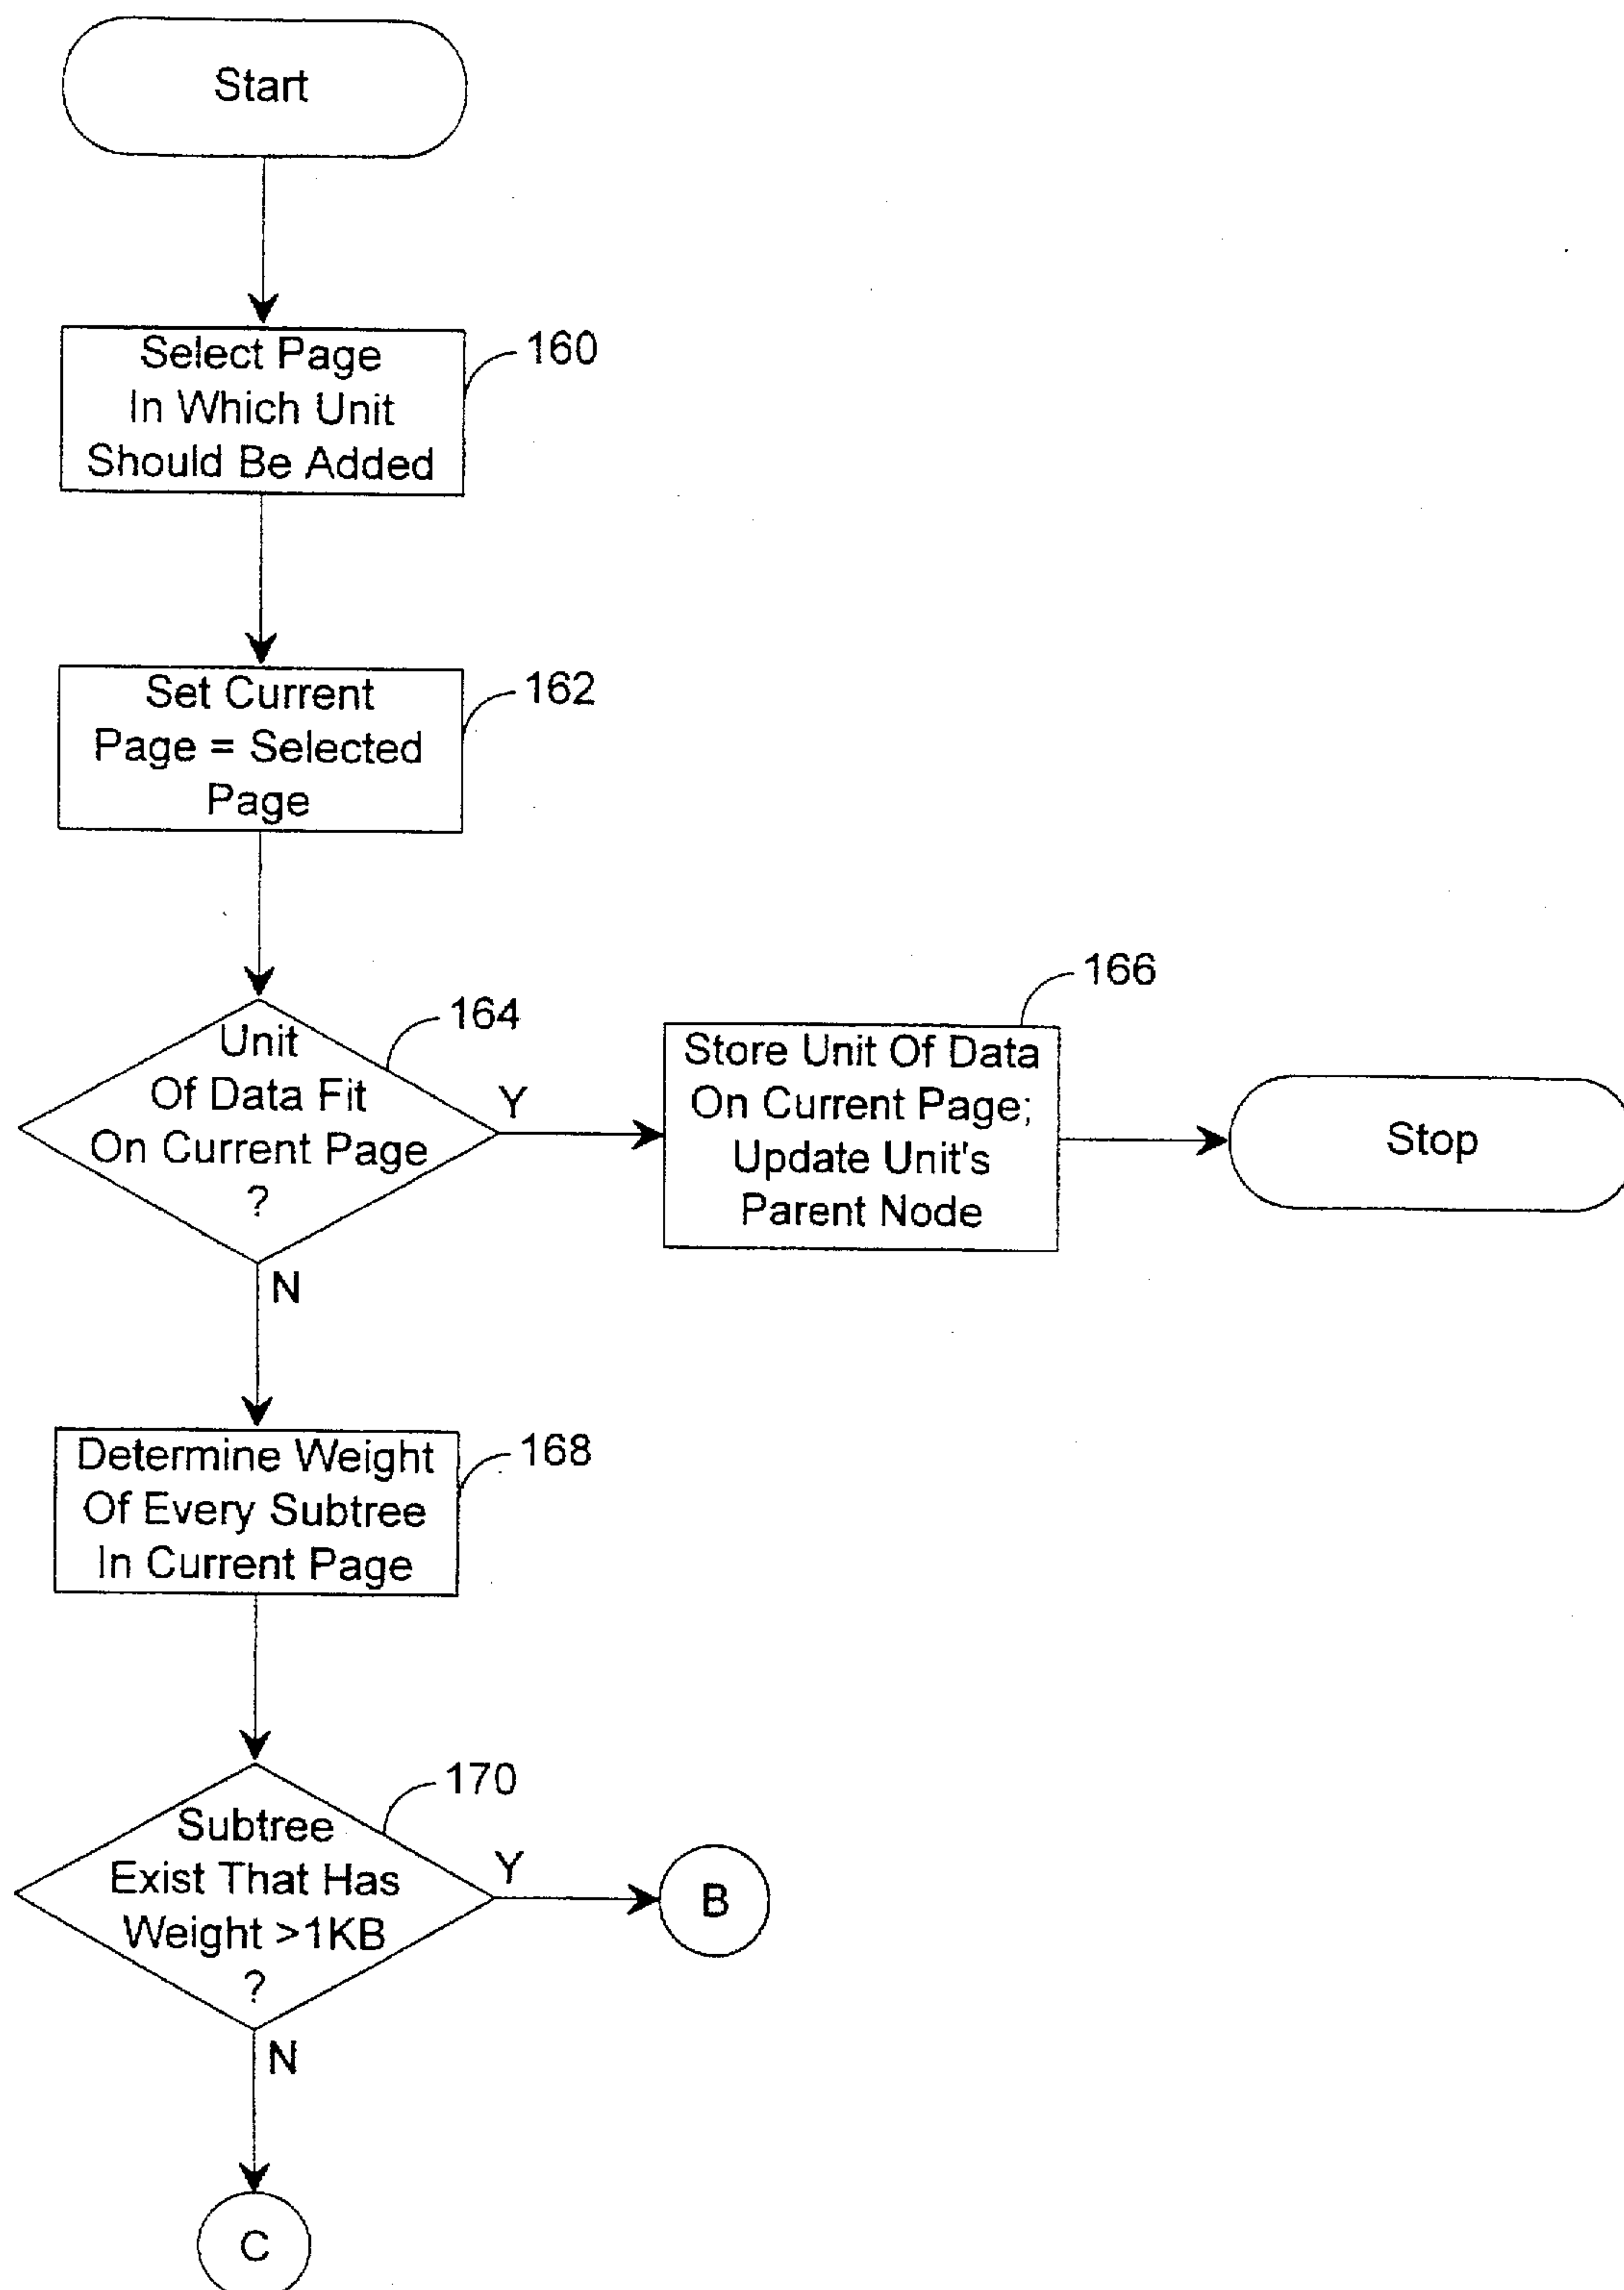 Start
Select Page
In Which Unit
Should Be Added
160
Set Current
Page = Selected
Page
162
Unit
Of Data Fit
On Current Page
?
164
Y
N
Store Unit Of Data
On Current Page;
Update Unit's
Parent Node
166
Stop
Determine Weight
Of Every Subtree
In Current Page
168
Subtree
Exist That Has
Weight >1KB
?
170
Y
B
N
C